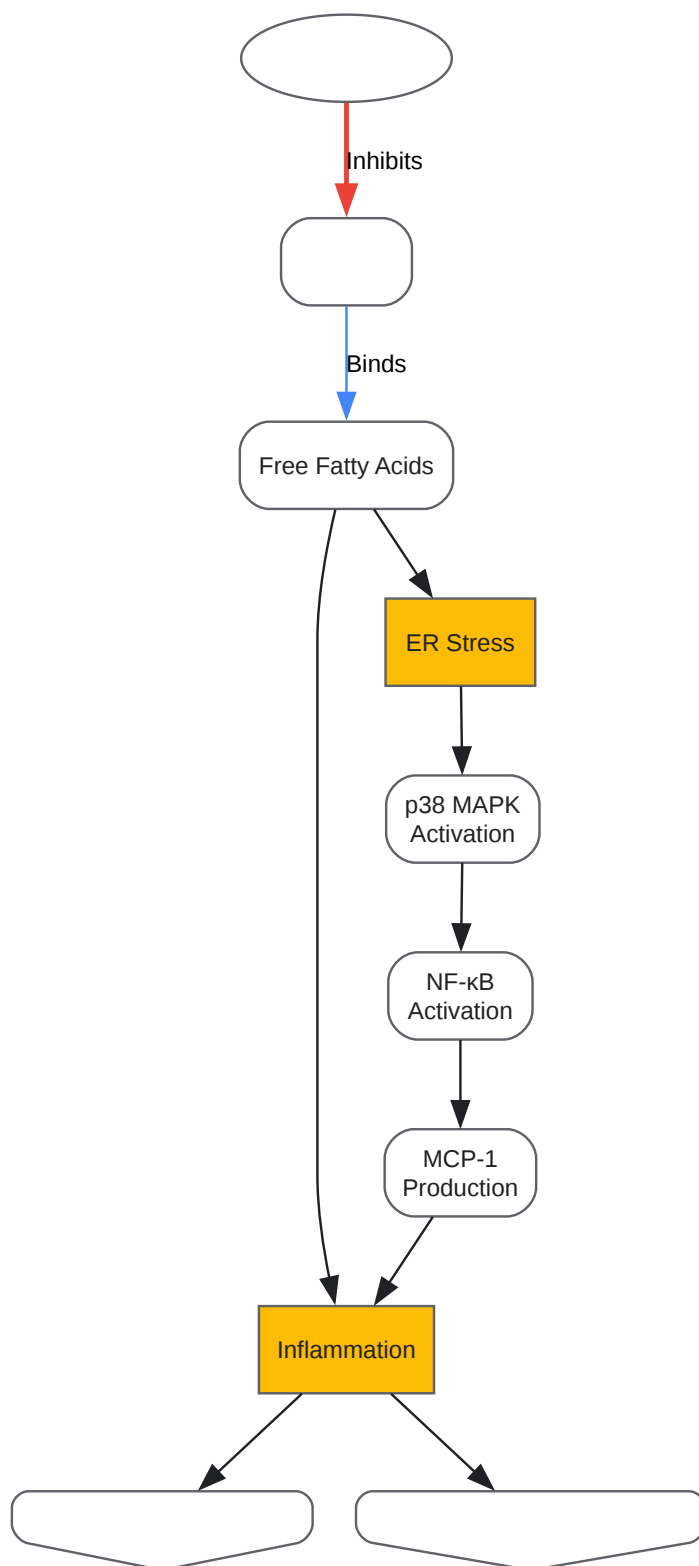 Inhibits
Binds
Free Fatty Acids
ER Stress
p38 MAPK
Activation
NF-κB
Activation
MCP-1
Production
Inflammation